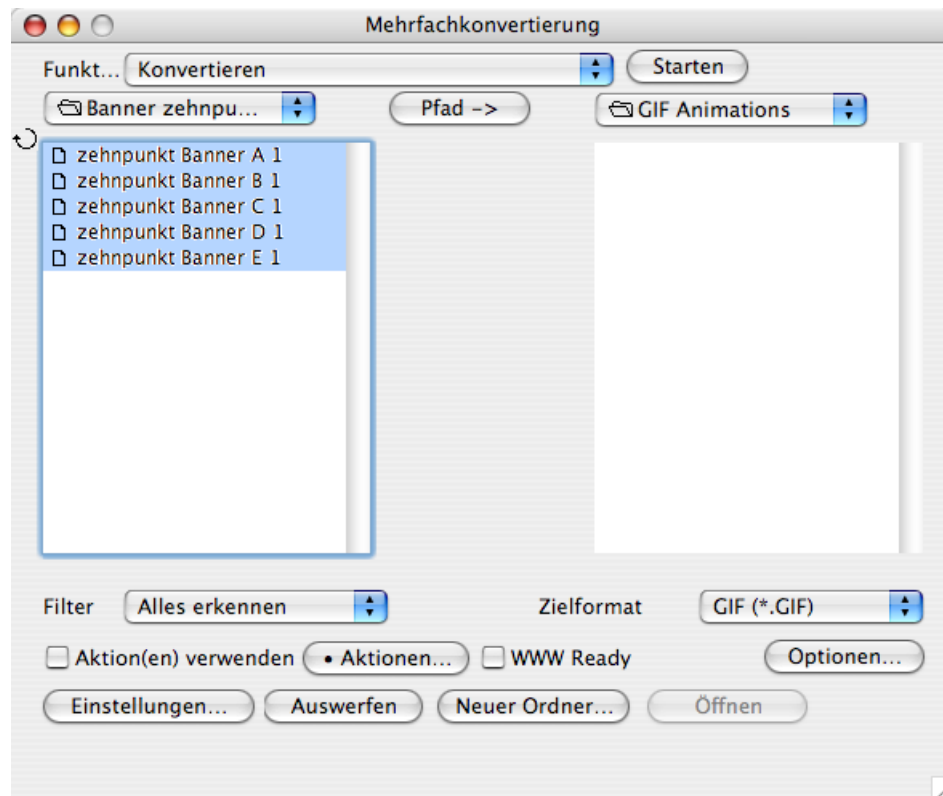 Mehrfachkonvertierung
Funkt... Konvertieren Starten
Banner zehnpu... Pfad -> GIF Animations
zehnpunkt Banner A 1
zehnpunkt Banner B 1
zehnpunkt Banner C 1
zehnpunkt Banner D 1
zehnpunkt Banner E 1
Filter Alles erkennen Zielformat GIF (*.GIF)
Aktion(en) verwenden • Aktionen... WWW Ready Optionen...
Einstellungen... Auswerfen Neuer Ordner... Öffnen